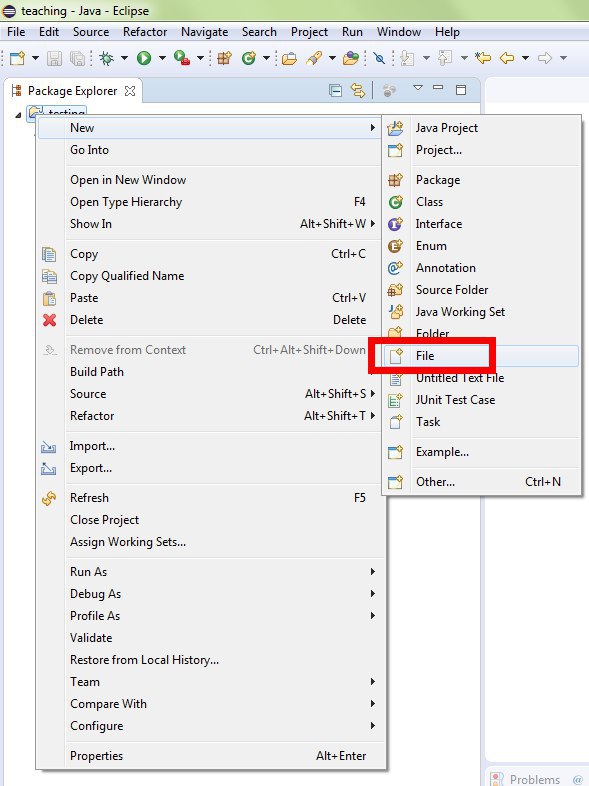 teaching - Java - Eclipse
File Edit Source Refactor Navigate Search Project Run Window Help
Package Explorer
testing
New
Go Into
Open in New Window
Open Type Hierarchy F4
Show In Alt+Shift+W
Copy Ctrl+C
Copy Qualified Name
Paste Ctrl+V
Delete Delete
Remove from Context Ctrl+Alt+Shift+Down
Build Path
Source Alt+Shift+S
Refactor Alt+Shift+T
Import...
Export...
Refresh F5
Close Project
Assign Working Sets...
Run As
Debug As
Profile As
Validate
Restore from Local History...
Team
Compare With
Configure
Properties Alt+Enter
Java Project
Project...
Package
Class
Interface
Enum
Annotation
Source Folder
Java Working Set
Folder
File
Untitled Text File
JUnit Test Case
Task
Example...
Other... Ctrl+N
Problems @